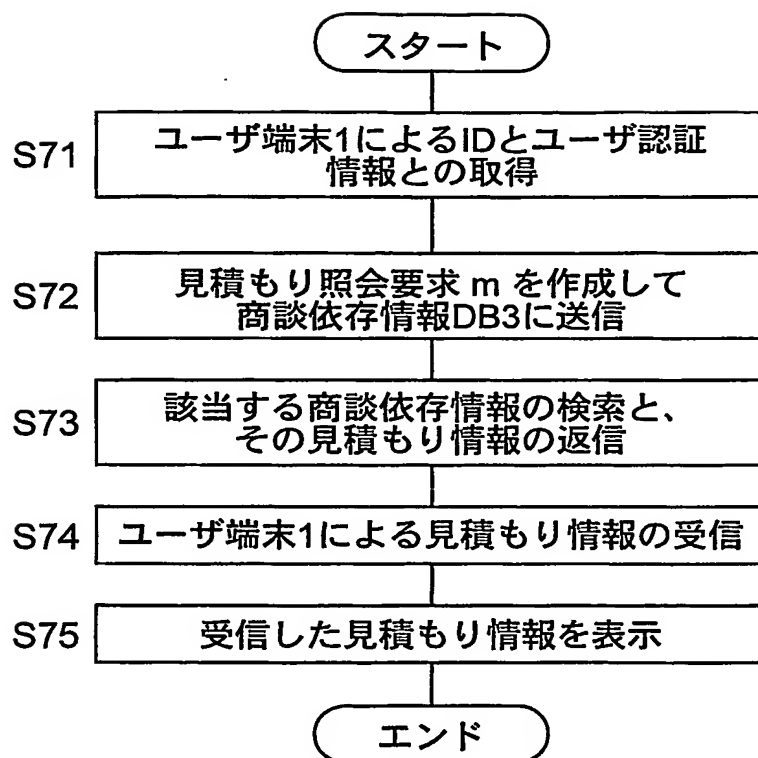 スタート
S71
ユーザ端末1によるIDとユーザ認証
情報との取得
S72
見積もり照会要求 m を作成して
商談依存情報DB3に送信
S73
該当する商談依存情報の検索と、
その見積もり情報の返信
S74
ユーザ端末1による見積もり情報の受信
S75
受信した見積もり情報を表示
エンド